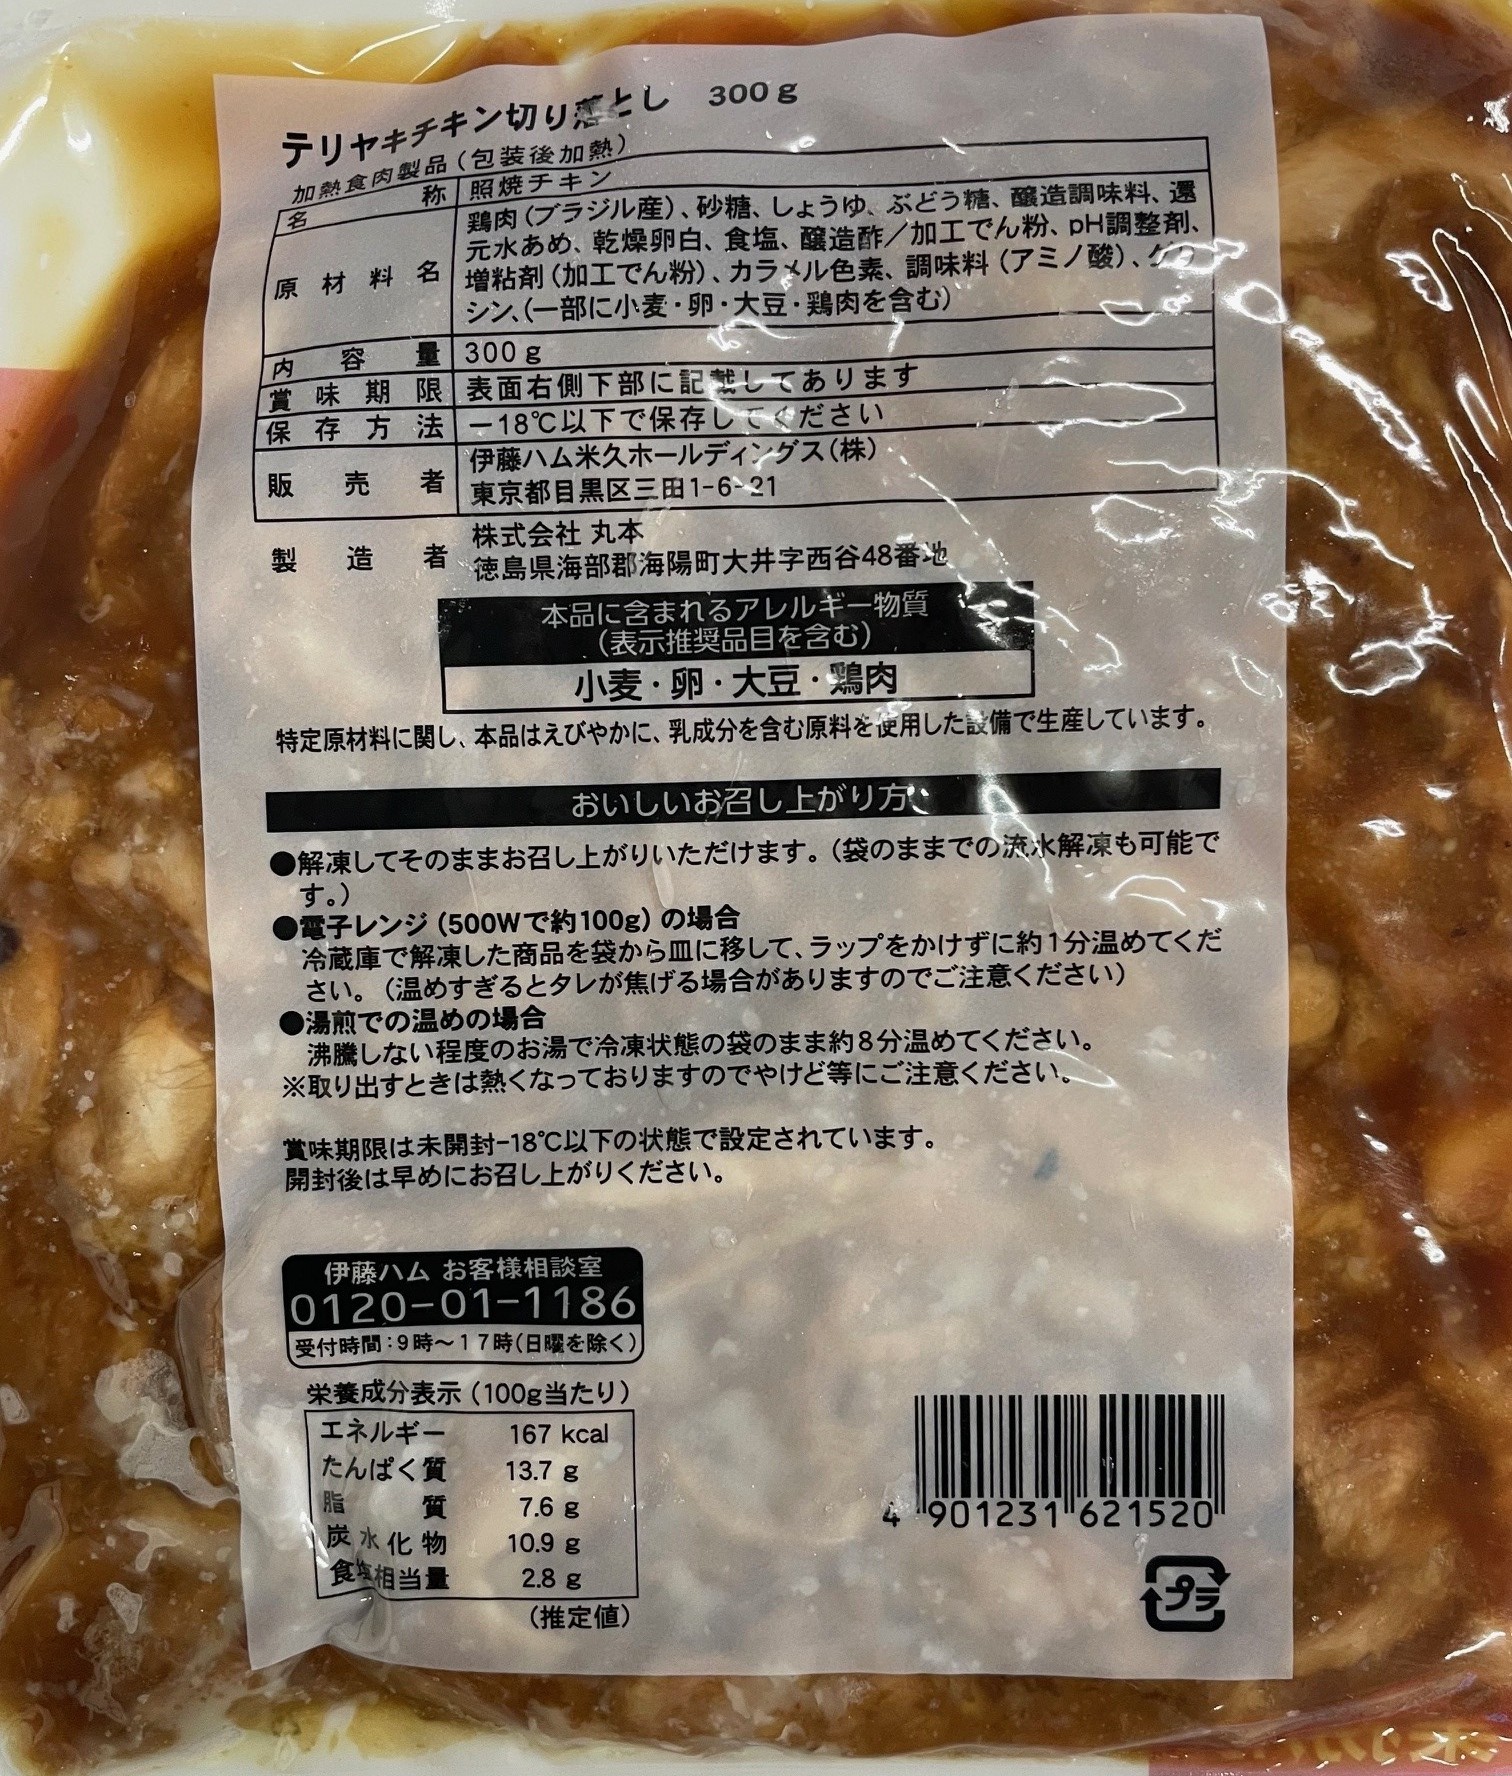 テリヤキチキン切り落とし 300g
加熱食肉製品(包装後加熱)
名称 照焼チキン
原材料名 鶏肉(ブラジル産)、砂糖、しょうゆ、ぶどう糖、醸造調味料、還
元水あめ、乾燥卵白、食塩、醸造酢/加工でん粉、pH調整剤、
増粘剤(加工でん粉)、カラメル色素、調味料(アミノ酸)、グリ
シン、(一部に小麦・卵・大豆・鶏肉を含む)
内容量 300g
賞味期限 表面右側下部に記載してあります
保存方法 -18℃以下で保存してください
販売者 伊藤ハム米久ホールディングス(株)
東京都目黒区三田1-6-21
製造者 株式会社 丸本
徳島県海部郡海陽町大井字西谷48番地
本品に含まれるアレルギー物質
(表示推奨品目を含む)
小麦・卵・大豆・鶏肉
特定原材料に関し、本品はえびやかに、乳成分を含む原料を使用した設備で生産しています。
おいしいお召し上がり方
●解凍してそのままお召し上がりいただけます。(袋のままでの流水解凍も可能で
す。)
●電子レンジ(500Wで約100g)の場合
冷蔵庫で解凍した商品を袋から皿に移して、ラップをかけずに約1分温めてくだ
さい。(温めすぎるとタレが焦げる場合がありますのでご注意ください)
●湯煎での温めの場合
沸騰しない程度のお湯で冷凍状態の袋のまま約8分温めてください。
※取り出すときは熱くなっておりますのでやけど等にご注意ください。
賞味期限は未開封-18℃以下の状態で設定されています。
開封後は早めにお召し上がりください。
伊藤ハム お客様相談室
0120-01-1186
受付時間:9時~17時(日曜を除く)
栄養成分表示(100g当たり)
エネルギー 167 kcal
たんぱく質 13.7 g
脂質 7.6 g
炭水化物 10.9 g
食塩相当量 2.8 g
(推定値)
4 901231 621520
プラ